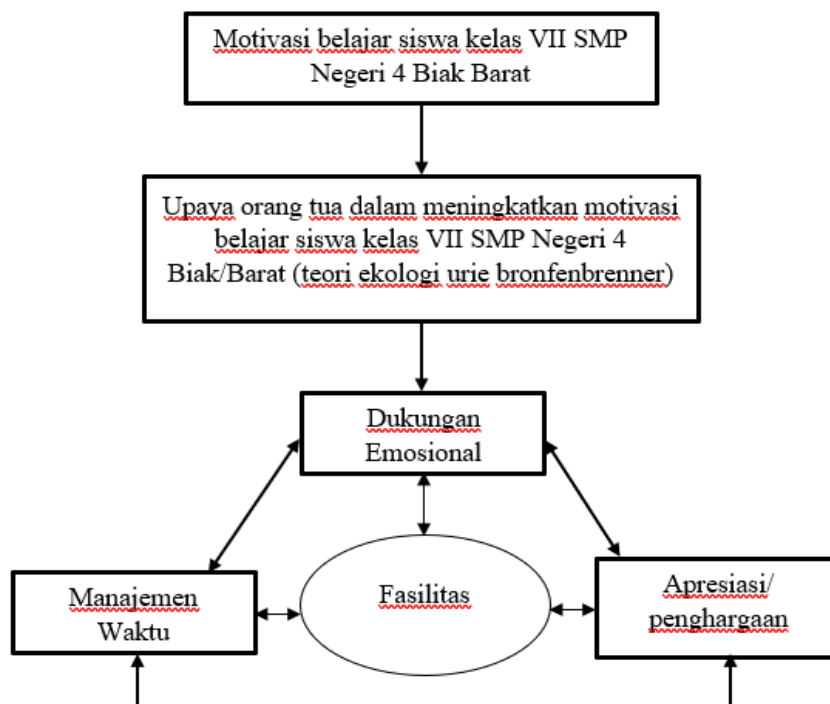 Motivasi belajar siswa kelas VII SMP
Negeri 4 Biak Barat
Upaya orang tua dalam meningkatkan motivasi
belajar siswa kelas VII SMP Negeri 4
Biak/Barat (teori ekologi urie bronfenbrenner)
Dukungan
Emosional
Manajemen
Waktu
Fasilitas
Apresiasi/
penghargaan